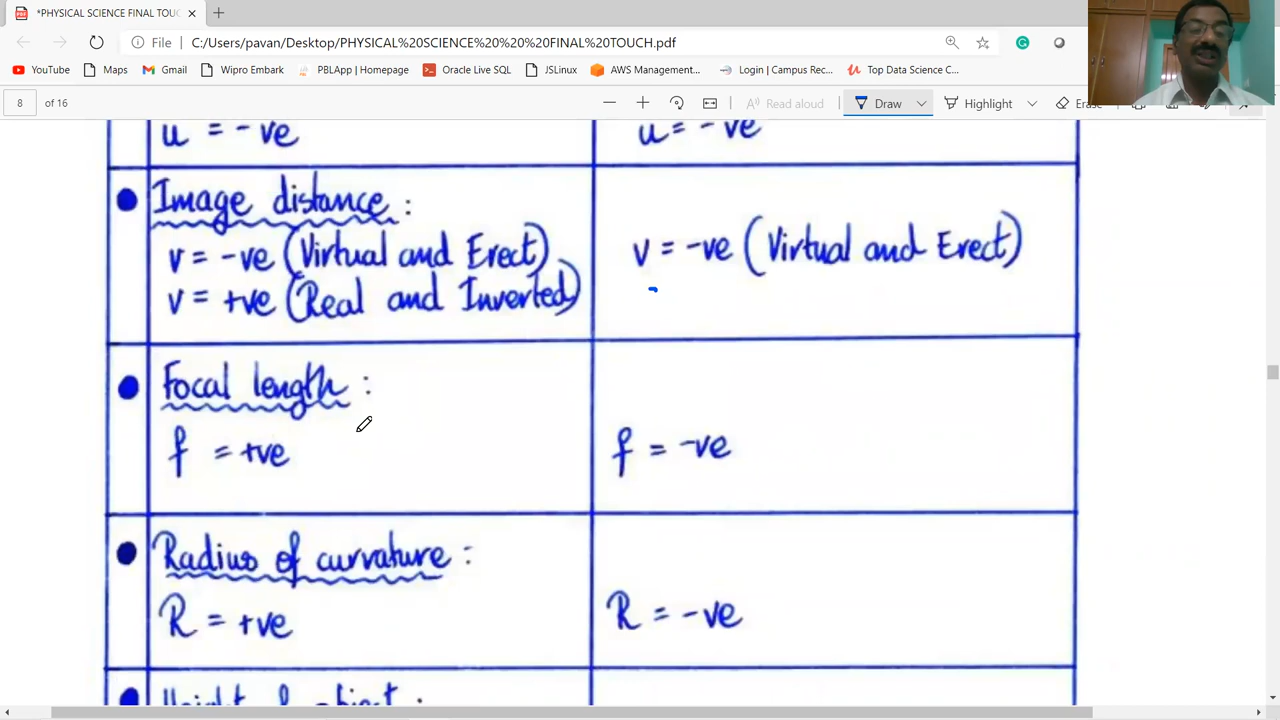 *PHYSICAL SCIENCE FINAL TOUC
File C:/Users/pavan/Desktop/PHYSICAL%20SCIENCE%20%20%20FINAL%20TOUCH.pdf
YouTube Maps Gmail Wipro Embark PBLApp | Homepage Oracle Live SQL JSLinux AWS Management... Login | Campus Rec... Top Data Science C...
8 of 16 Read aloud Draw Highlight Erase
u = -ve u = -ve
Image distance :
v = -ve (Virtual and Erect) v = -ve (Virtual and Erect)
v = +ve (Real and Inverted)
Focal length :
f = +ve f = -ve
Radius of curvature :
R = +ve R = -ve
Height of object :